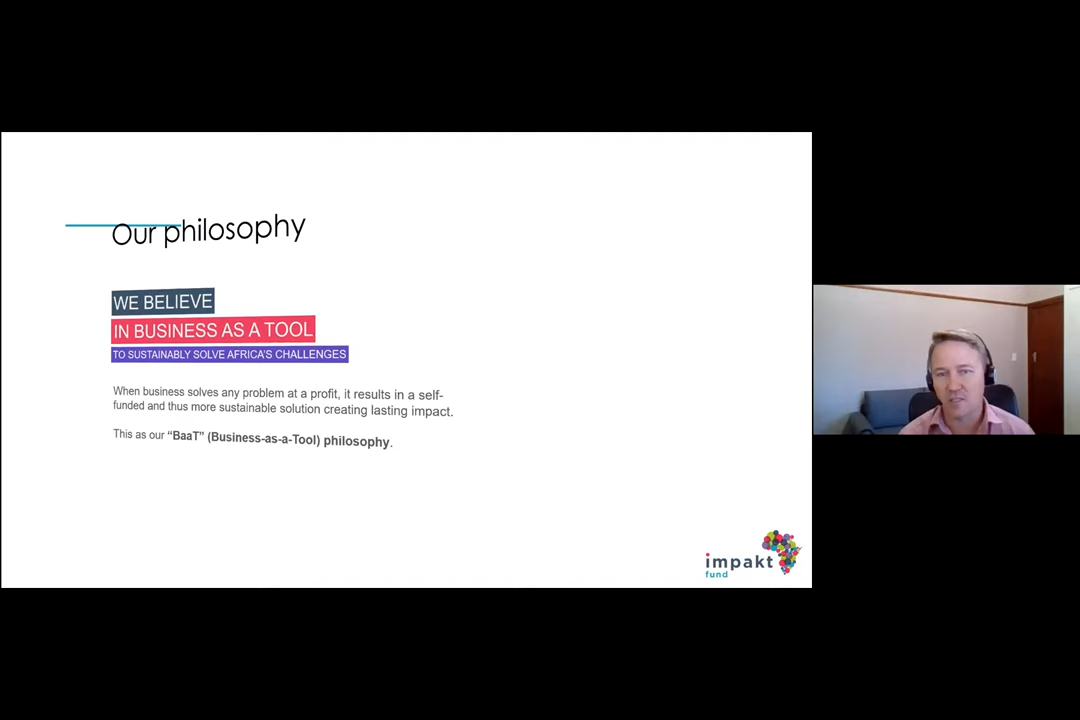 Our philosophy
WE BELIEVE
IN BUSINESS AS A TOOL
TO SUSTAINABLY SOLVE AFRICA'S CHALLENGES
When business solves any problem at a profit, it results in a self-
funded and thus more sustainable solution creating lasting impact.
This as our “BaaT” (Business-as-a-Tool) philosophy.
impakt
fund